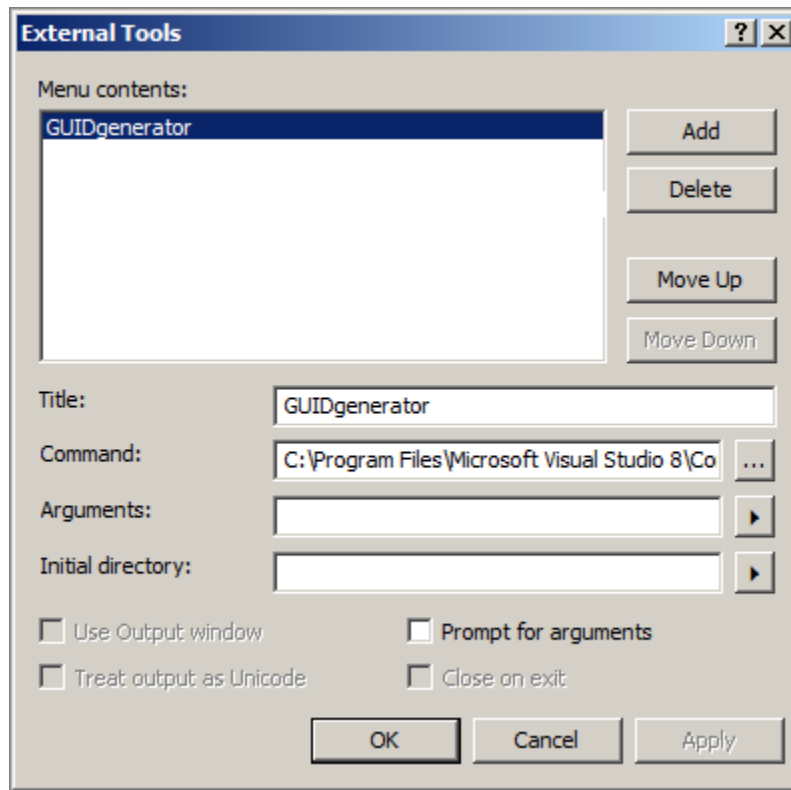 External Tools
Menu contents:
GUIDgenerator
Add
Delete
Move Up
Move Down
Title:
GUIDgenerator
Command:
C:\Program Files\Microsoft Visual Studio 8\Co
...
Arguments:
Initial directory:
Use Output window
Prompt for arguments
Treat output as Unicode
Close on exit
OK
Cancel
Apply